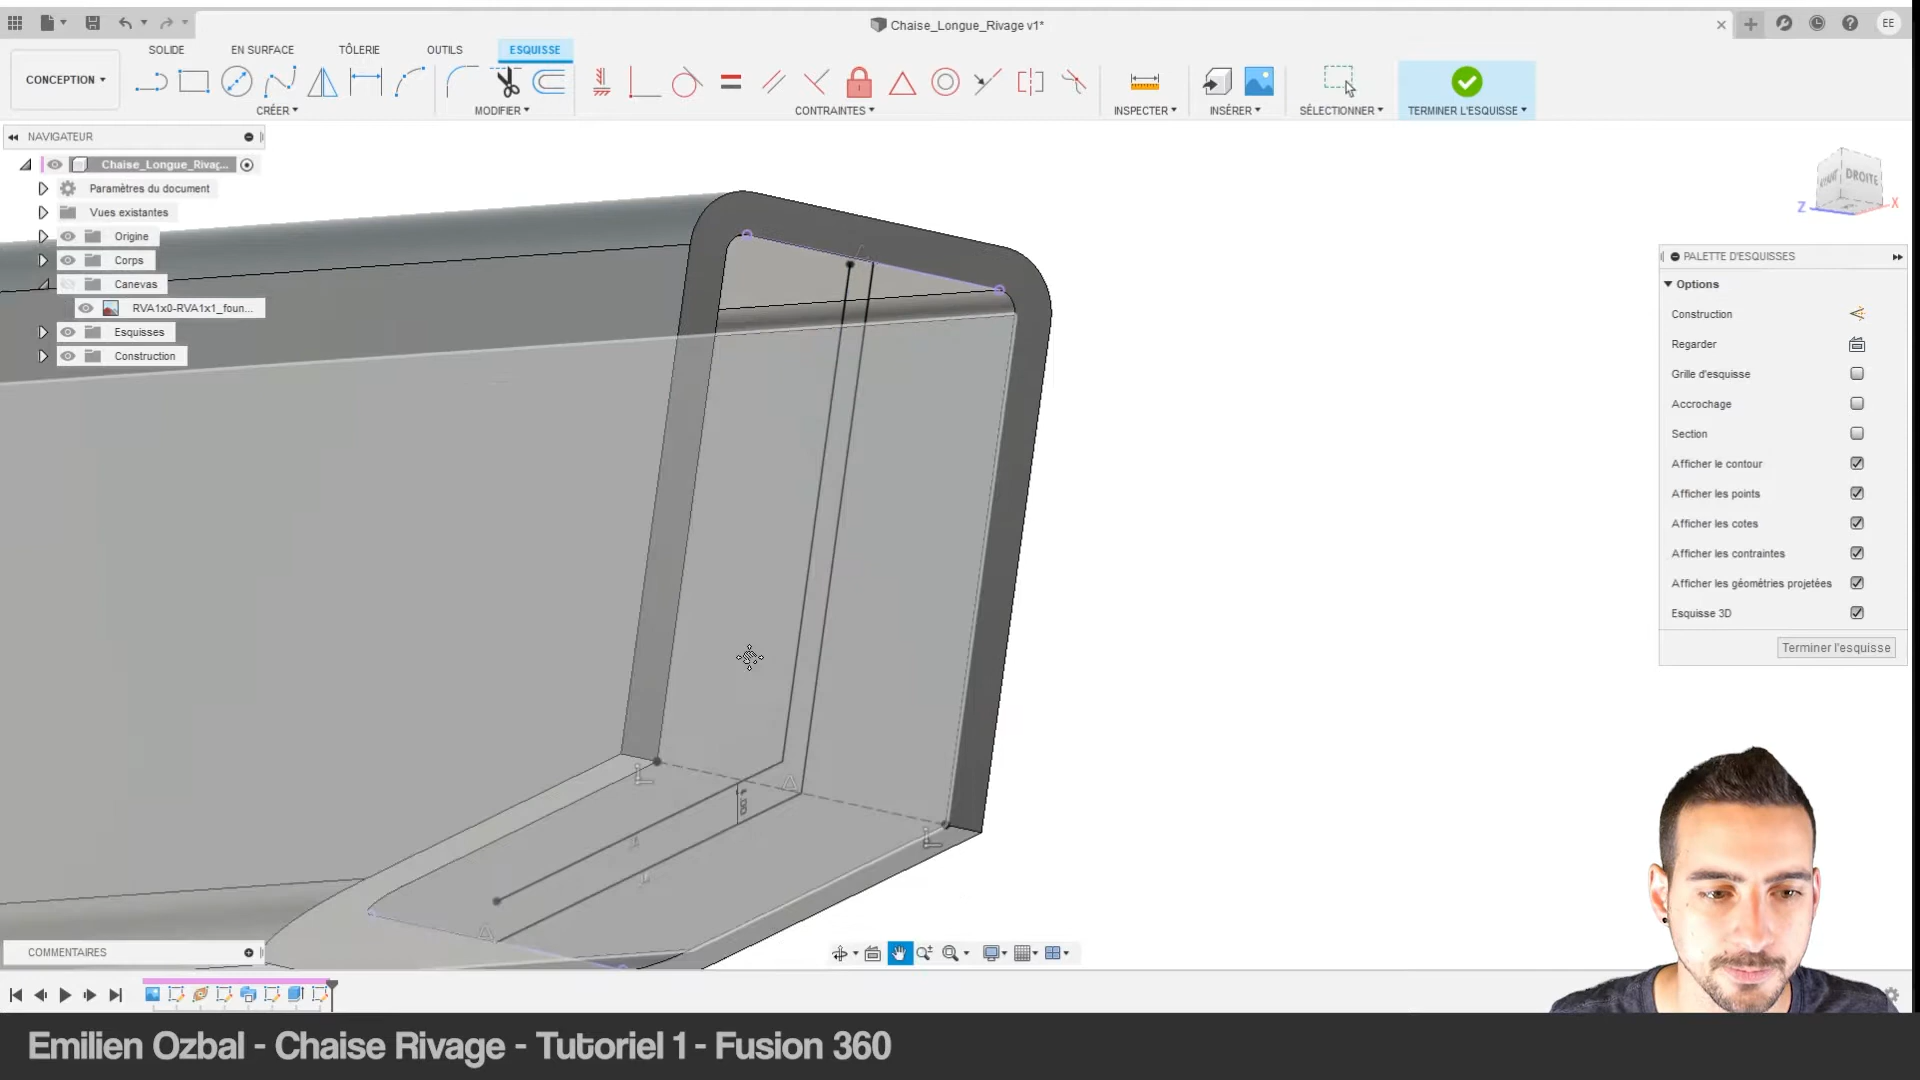 Chaise_Longue_Rivage v1*
EE
SOLIDE EN SURFACE TÔLERIE OUTILS ESQUISSE
CONCEPTION
CRÉER MODIFIER CONTRAINTES INSPECTER INSÉRER SÉLECTIONNER TERMINER L'ESQUISSE
NAVIGATEUR
Chaise_Longue_Rivag...
Paramètres du document
Vues existantes
Origine
Corps
Canevas
RVA1x0-RVA1x1_foun...
Esquisses
Construction
DROITE
Z X
PALETTE D'ESQUISSES
Options
Construction
Regarder
Grille d'esquisse
Accrochage
Section
Afficher le contour
Afficher les points
Afficher les cotes
Afficher les contraintes
Afficher les géométries projetées
Esquisse 3D
Terminer l'esquisse
COMMENTAIRES
Emilien Ozbal - Chaise Rivage - Tutoriel 1 - Fusion 360